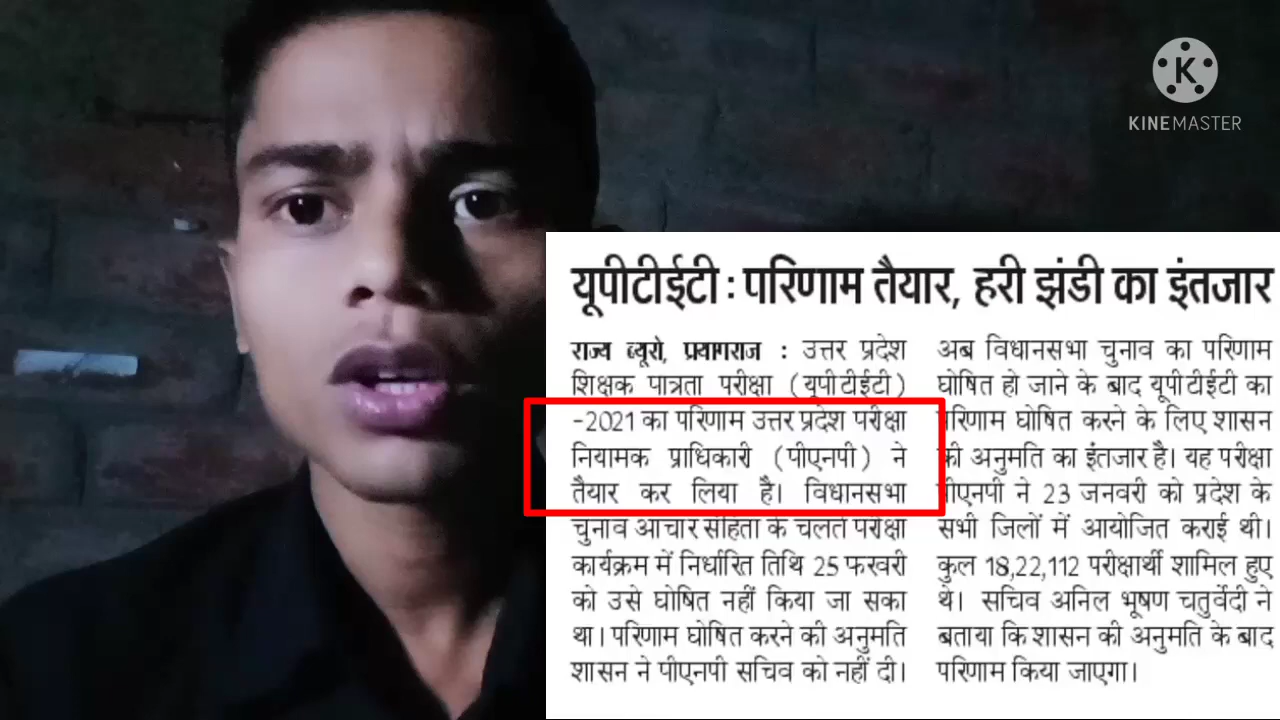 KINEMASTER
यूपीटीईटी : परिणाम तैयार, हरी झंडी का इंतजार
राज्य ब्यूरो, प्रयागराज : उत्तर प्रदेश
शिक्षक पात्रता परीक्षा (यूपीटीईटी)
-2021 का परिणाम उत्तर प्रदेश परीक्षा
नियामक प्राधिकारी (पीएनपी) ने
तैयार कर लिया है। विधानसभा
चुनाव आचार संहिता के चलते परीक्षा
कार्यक्रम में निर्धारित तिथि 25 फरवरी
को उसे घोषित नहीं किया जा सका
था। परिणाम घोषित करने की अनुमति
शासन ने पीएनपी सचिव को नहीं दी।
अब विधानसभा चुनाव का परिणाम
घोषित हो जाने के बाद यूपीटीईटी का
परिणाम घोषित करने के लिए शासन
की अनुमति का इंतजार है। यह परीक्षा
पीएनपी ने 23 जनवरी को प्रदेश के
सभी जिलों में आयोजित कराई थी।
कुल 18,22,112 परीक्षार्थी शामिल हुए
थे। सचिव अनिल भूषण चतुर्वेदी ने
बताया कि शासन की अनुमति के बाद
परिणाम किया जाएगा।